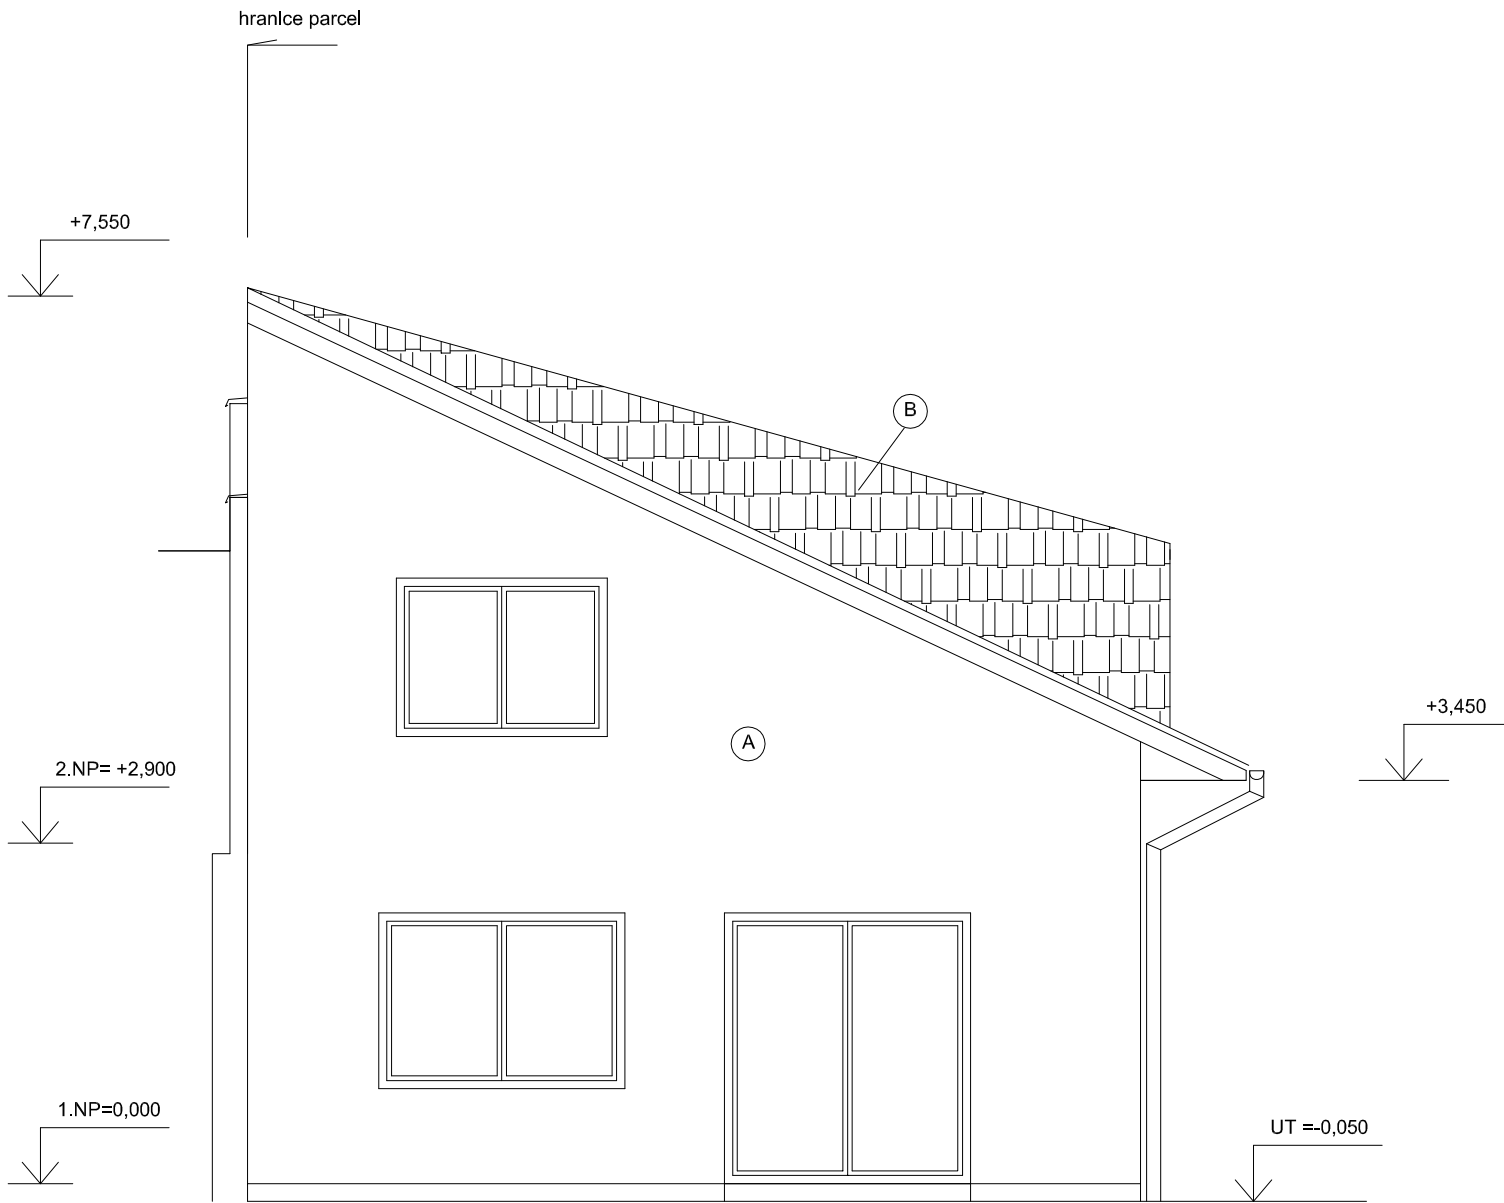 hranIce parcel
+7,550
B
+3,450
A
2.NP= +2,900
1.NP=0,000
UT =-0,050